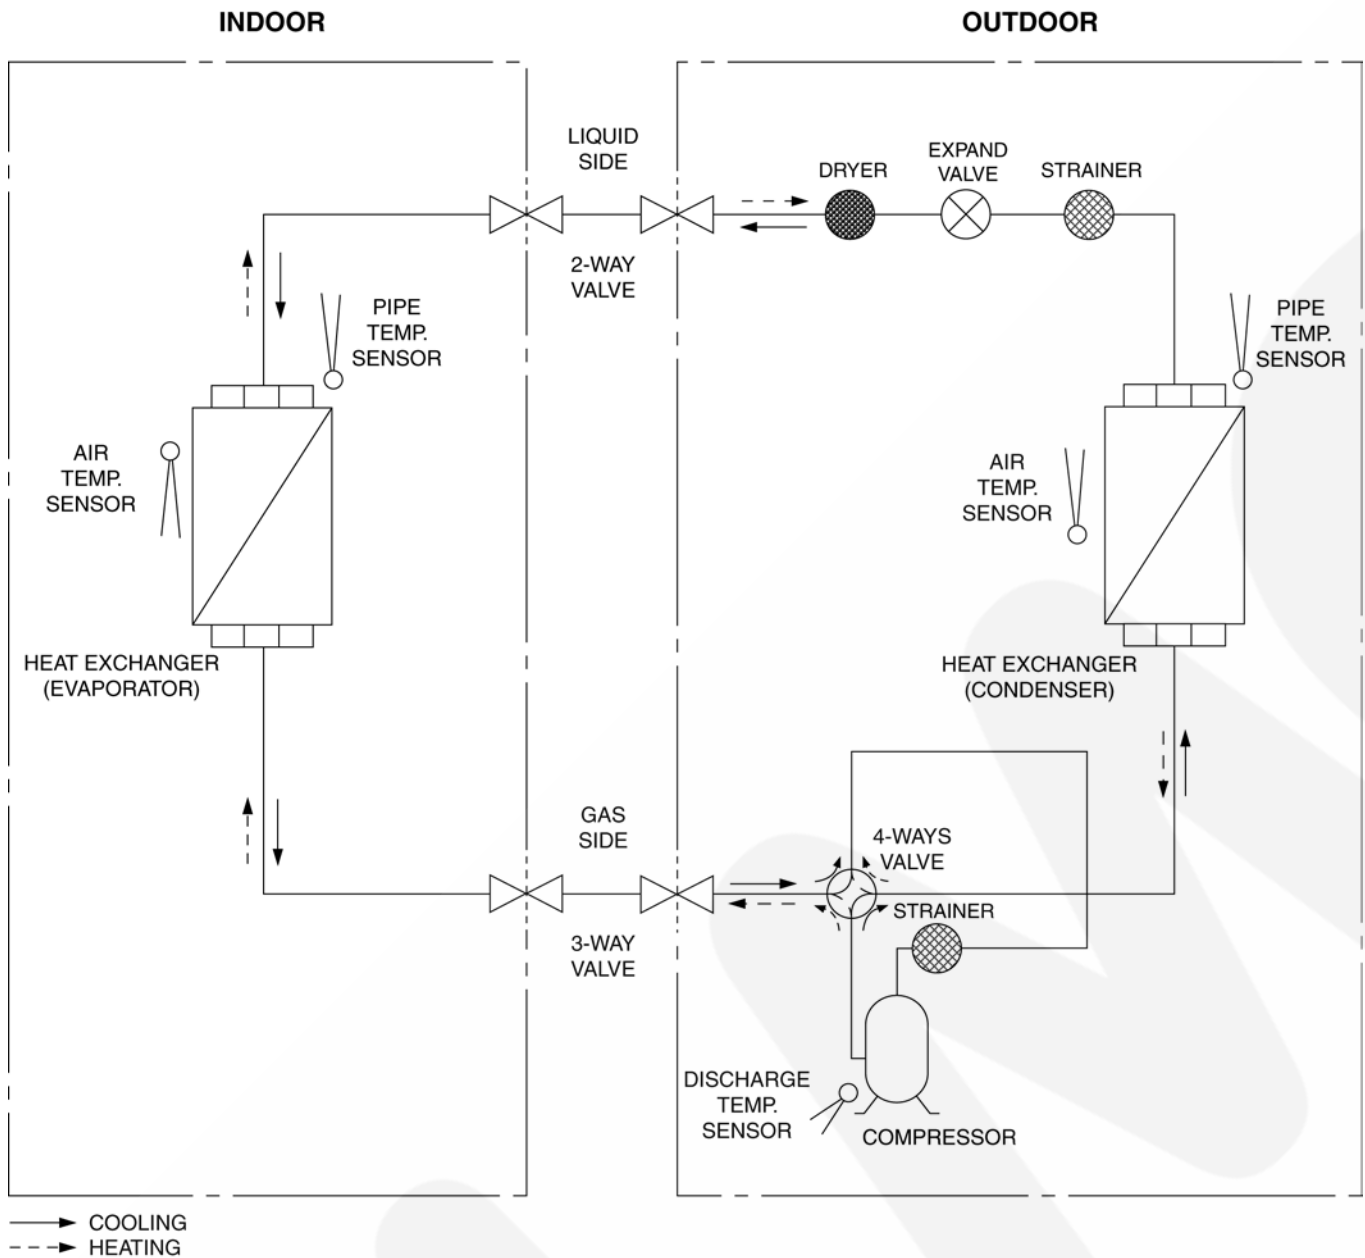 INDOOR
OUTDOOR
LIQUID
SIDE
2-WAY
VALVE
DRYER
EXPAND
VALVE
STRAINER
PIPE
TEMP.
SENSOR
PIPE
TEMP.
SENSOR
AIR
TEMP.
SENSOR
AIR
TEMP.
SENSOR
HEAT EXCHANGER
(EVAPORATOR)
HEAT EXCHANGER
(CONDENSER)
GAS
SIDE
3-WAY
VALVE
4-WAYS
VALVE
STRAINER
DISCHARGE
TEMP.
SENSOR
COMPRESSOR
COOLING
HEATING